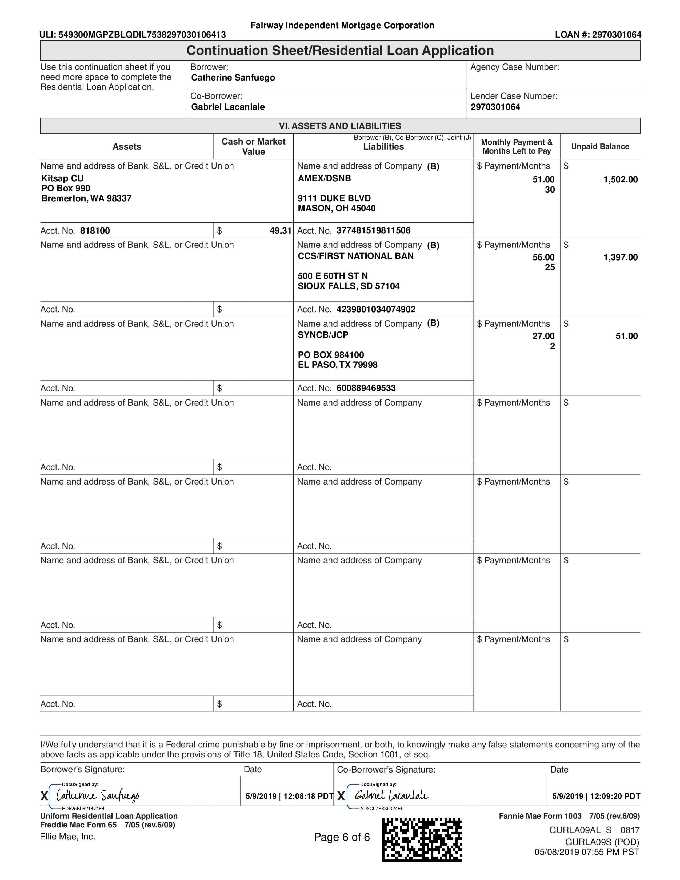 Fairway Independent Mortgage Corporation
ULI: 549300MGPZBLQDIL7538297030106413 LOAN #: 2970301064
Continuation Sheet/Residential Loan Application
Use this continuation sheet if you need more space to complete the Residential Loan Application.
Borrower:
Catherine Sanfuego
Agency Case Number:
Co-Borrower:
Gabriel Lacanlale
Lender Case Number:
2970301064
VI. ASSETS AND LIABILITIES
Borrower (B), Co-Borrower (C), Joint (J)
Assets Cash or Market Value Liabilities Monthly Payment & Months Left to Pay Unpaid Balance
Name and address of Bank, S&L, or Credit Union Name and address of Company (B) $ Payment/Months $
Kitsap CU AMEX/DSNB 51.00 1,502.00
PO Box 990 30
Bremerton, WA 98337 9111 DUKE BLVD
MASON, OH 45040
Acct. No. 818100 $ 49.31 Acct. No. 377481519811506
Name and address of Bank, S&L, or Credit Union Name and address of Company (B) $ Payment/Months $
CCS/FIRST NATIONAL BAN 56.00 1,397.00
25
500 E 60TH ST N
SIOUX FALLS, SD 57104
Acct. No. $ Acct. No. 4239801034074902
Name and address of Bank, S&L, or Credit Union Name and address of Company (B) $ Payment/Months $
SYNCB/JCP 27.00 51.00
2
PO BOX 984100
EL PASO, TX 79998
Acct. No. $ Acct. No. 600889469533
Name and address of Bank, S&L, or Credit Union Name and address of Company $ Payment/Months $
Acct. No. $ Acct. No.
Name and address of Bank, S&L, or Credit Union Name and address of Company $ Payment/Months $
Acct. No. $ Acct. No.
Name and address of Bank, S&L, or Credit Union Name and address of Company $ Payment/Months $
Acct. No. $ Acct. No.
Name and address of Bank, S&L, or Credit Union Name and address of Company $ Payment/Months $
Acct. No. $ Acct. No.
I/We fully understand that it is a Federal crime punishable by fine or imprisonment, or both, to knowingly make any false statements concerning any of the
above facts as applicable under the provisions of Title 18, United States Code, Section 1001, et seq.
Borrower's Signature: Date Co-Borrower's Signature: Date
DocuSigned by: DocuSigned by:
X Catherine Sanfuego 5/9/2019 | 12:08:18 PDT X Gabriel Lacanlale 5/9/2019 | 12:09:20 PDT
Uniform Residential Loan Application Fannie Mae Form 1003 7/05 (rev.6/09)
Freddie Mac Form 65 7/05 (rev.6/09)
Ellie Mae, Inc. Page 6 of 6 GURLA09AL S 0817
GURLA09S (POD)
05/08/2019 07:55 PM PST